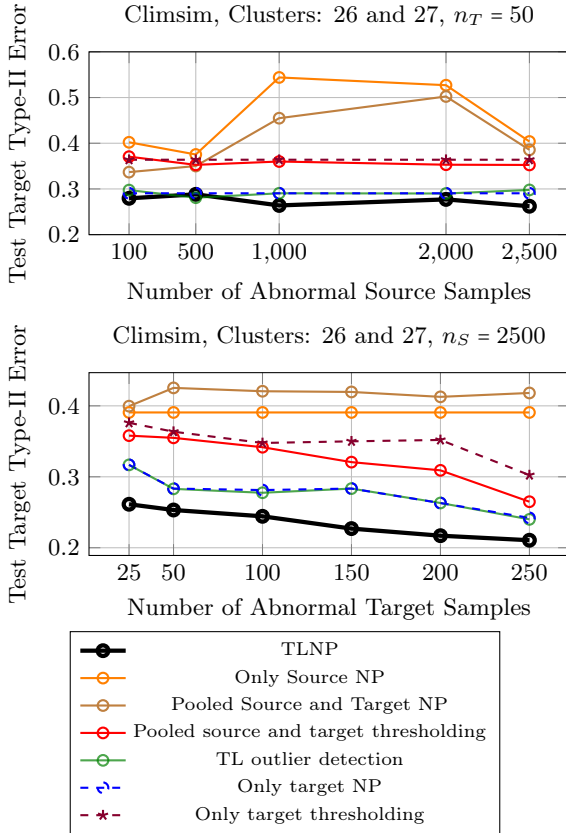 Climsim, Clusters: 26 and 27, n_T = 50
Test Target Type-II Error
0.6
0.5
0.4
0.3
0.2
100 500 1,000 2,000 2,500
Number of Abnormal Source Samples
Climsim, Clusters: 26 and 27, n_S = 2500
Test Target Type-II Error
0.4
0.3
0.2
25 50 100 150 200 250
Number of Abnormal Target Samples
TLNP
Only Source NP
Pooled Source and Target NP
Pooled source and target thresholding
TL outlier detection
Only target NP
Only target thresholding